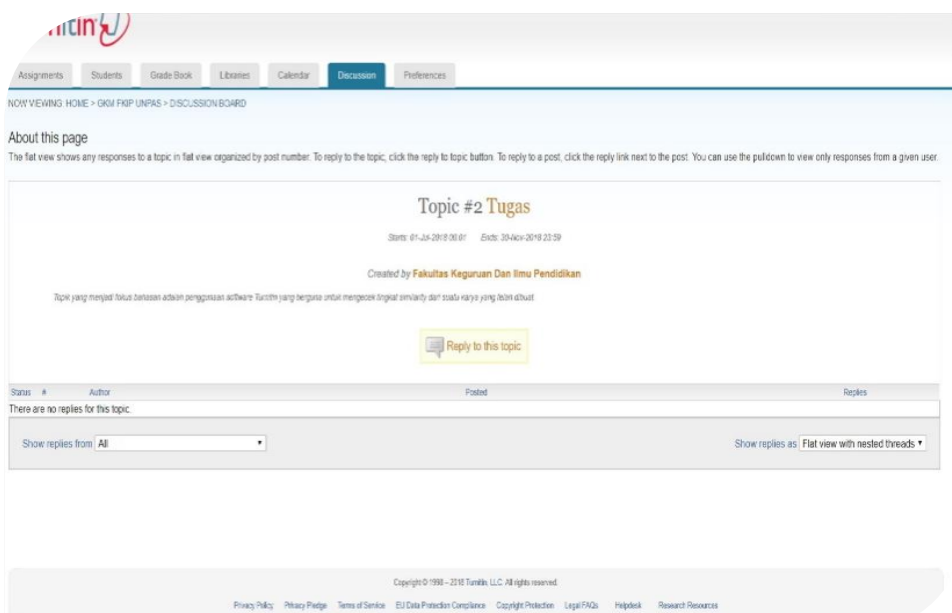 Assignments Students Grade Book Libraries Calendar Discussion Preferences
NOW VIEWING: HOME > GKM FKIP UNPAS > DISCUSSION BOARD
About this page
The flat view shows any responses to a topic in flat view organized by post number. To reply to the topic, click the reply to topic button. To reply to a post, click the reply link next to the post. You can use the pulldown to view only responses from a given user.
Topic #2 Tugas
Starts: 01-Jul-2018 Ends: 30-Nov-2018 23:59
Created by Fakultas Keguruan Dan Ilmu Pendidikan
Topik yang menjadi fokus bahasan adalah penggunaan software Turnitin yang berguna untuk mengecek tingkat similarity dari suatu karya yang telah dibuat
Reply to this topic
Status # Author Posted Replies
There are no replies for this topic.
Show replies from All Show replies as Flat view with nested threads
Copyright © 1998 – 2018 Turnitin, LLC. All rights reserved.
Privacy Policy Privacy Pledge Terms of Service EU Data Protection Compliance Copyright Protection Legal FAQs Helpdesk Research Resources